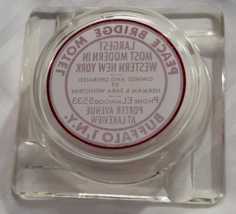 PEACE BRIDGE MOTEL
LARGEST
MOST MODERN IN
WESTERN NEW YORK
OWNED AND OPERATED
BY
HERMAN & SARA WEINSTEIN
PHONE ELMWOOD 5533
PORTER AVENUE
AT LAKEVIEW
BUFFALO 1, N.Y.